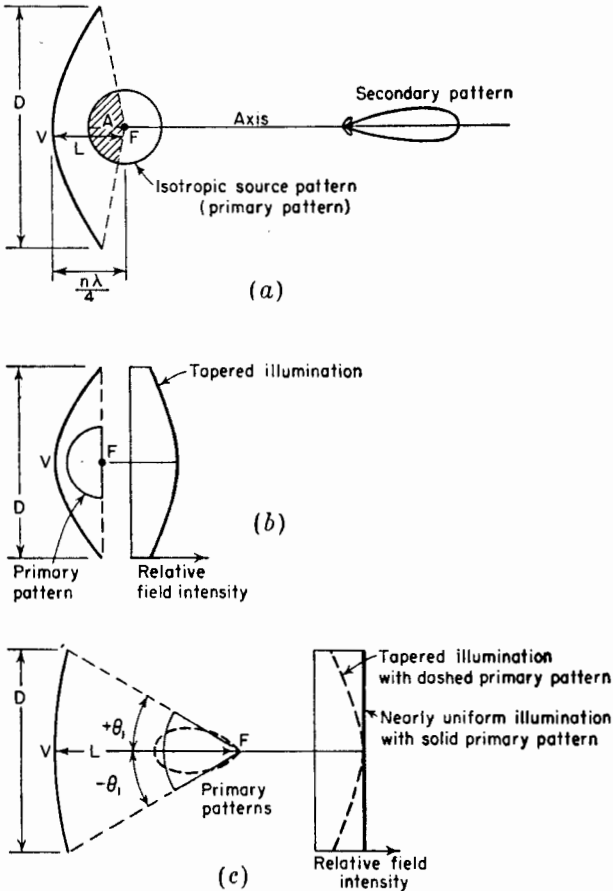 D
V
L
A
F
Axis
Secondary pattern
Isotropic source pattern
(primary pattern)
nλ
4
(a)
Tapered illumination
D
V
F
Primary
pattern
Relative
field intensity
(b)
D
V
L
+θ₁
−θ₁
F
Primary
patterns
Tapered illumination
with dashed primary pattern
Nearly uniform illumination
with solid primary pattern
Relative field
intensity
(c)